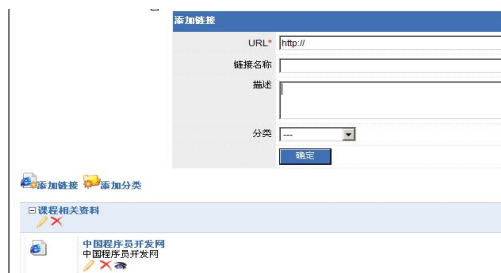 添加链接
URL* http://
链接名称
描述
分类 ---
确定
添加链接 添加分类
课程相关资料
中国程序员开发网
中国程序员开发网